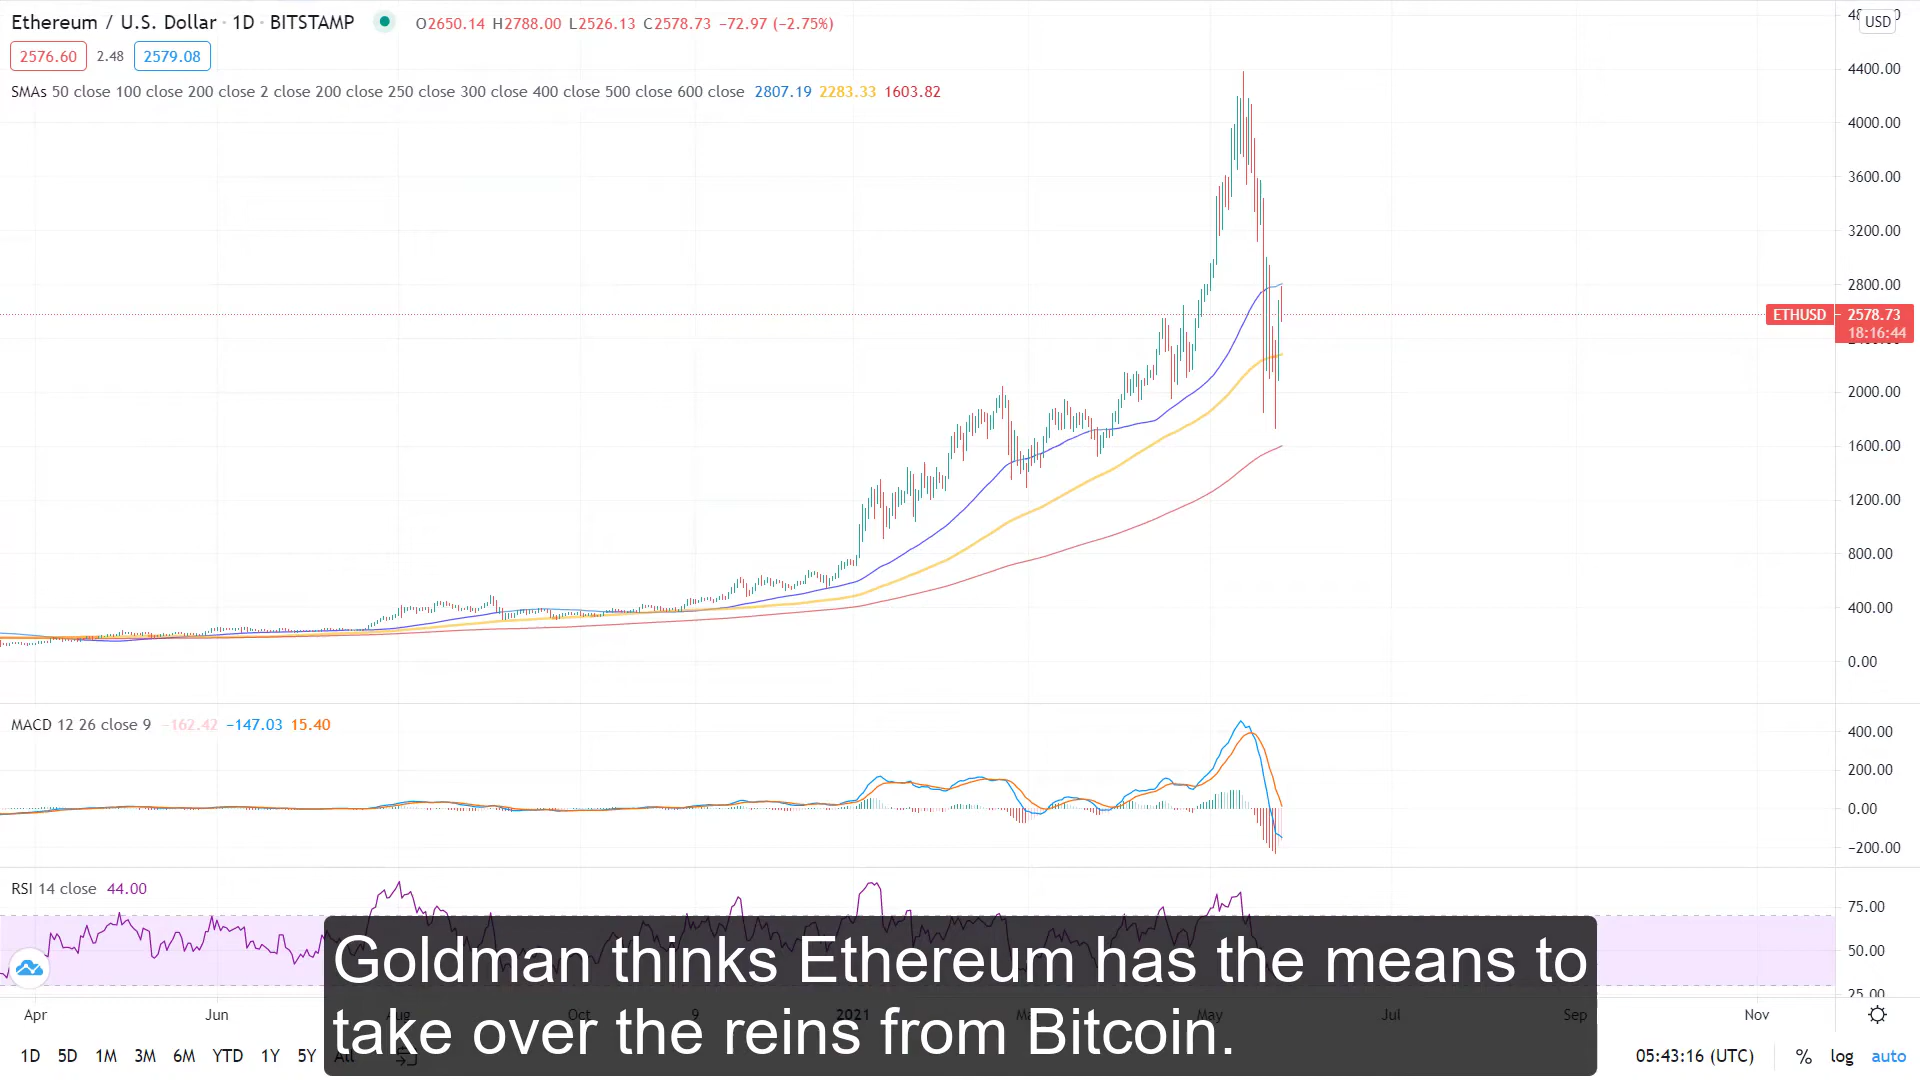 Ethereum / U.S. Dollar · 1D · BITSTAMP O2650.14 H2788.00 L2526.13 C2578.73 −72.97 (−2.75%)
USD
2576.60 2.48 2579.08
SMAs 50 close 100 close 200 close 2 close 200 close 250 close 300 close 400 close 500 close 600 close 2807.19 2283.33 1603.82
4400.00
4000.00
3600.00
3200.00
2800.00
ETHUSD 2578.73
18:16:44
2000.00
1600.00
1200.00
800.00
400.00
0.00
MACD 12 26 close 9 −162.42 −147.03 15.40
400.00
200.00
0.00
−200.00
RSI 14 close 44.00
75.00
50.00
25.00
Goldman thinks Ethereum has the means to
take over the reins from Bitcoin.
Apr Jun Aug Oct 9 2021 May Jul Sep Nov
1D 5D 1M 3M 6M YTD 1Y 5Y All 05:43:16 (UTC) % log auto